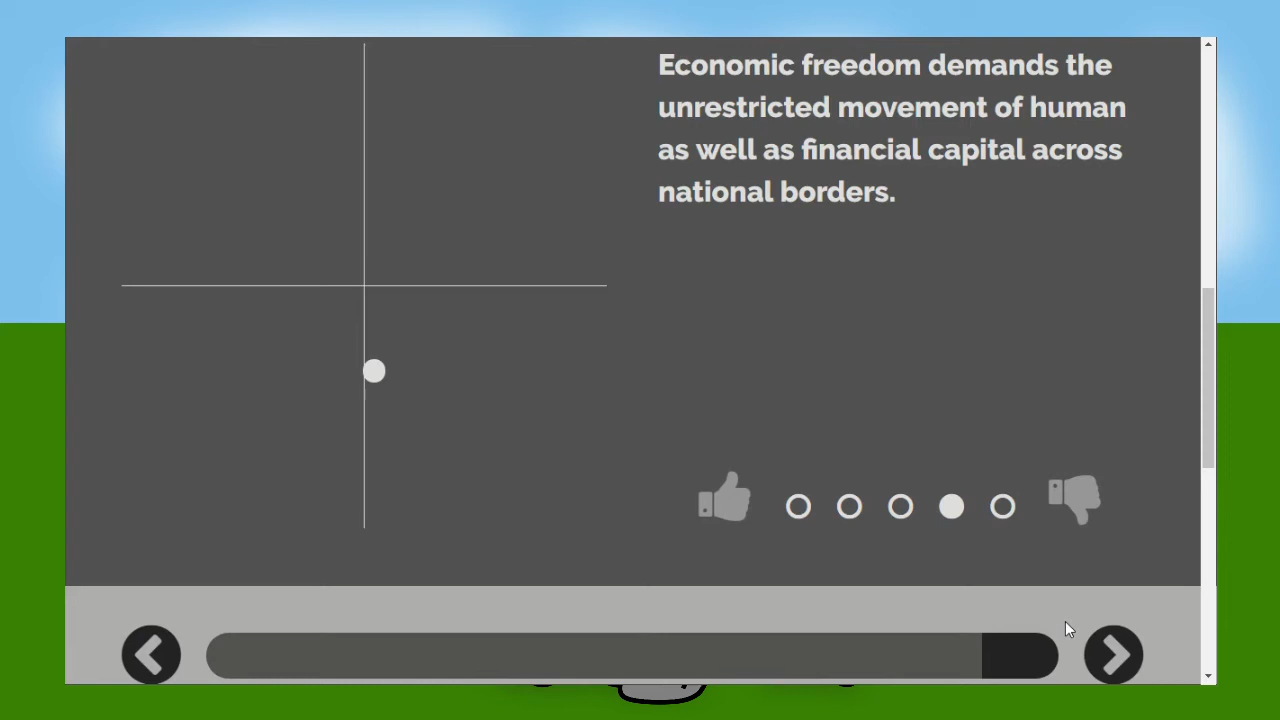 Economic freedom demands the
unrestricted movement of human
as well as financial capital across
national borders.